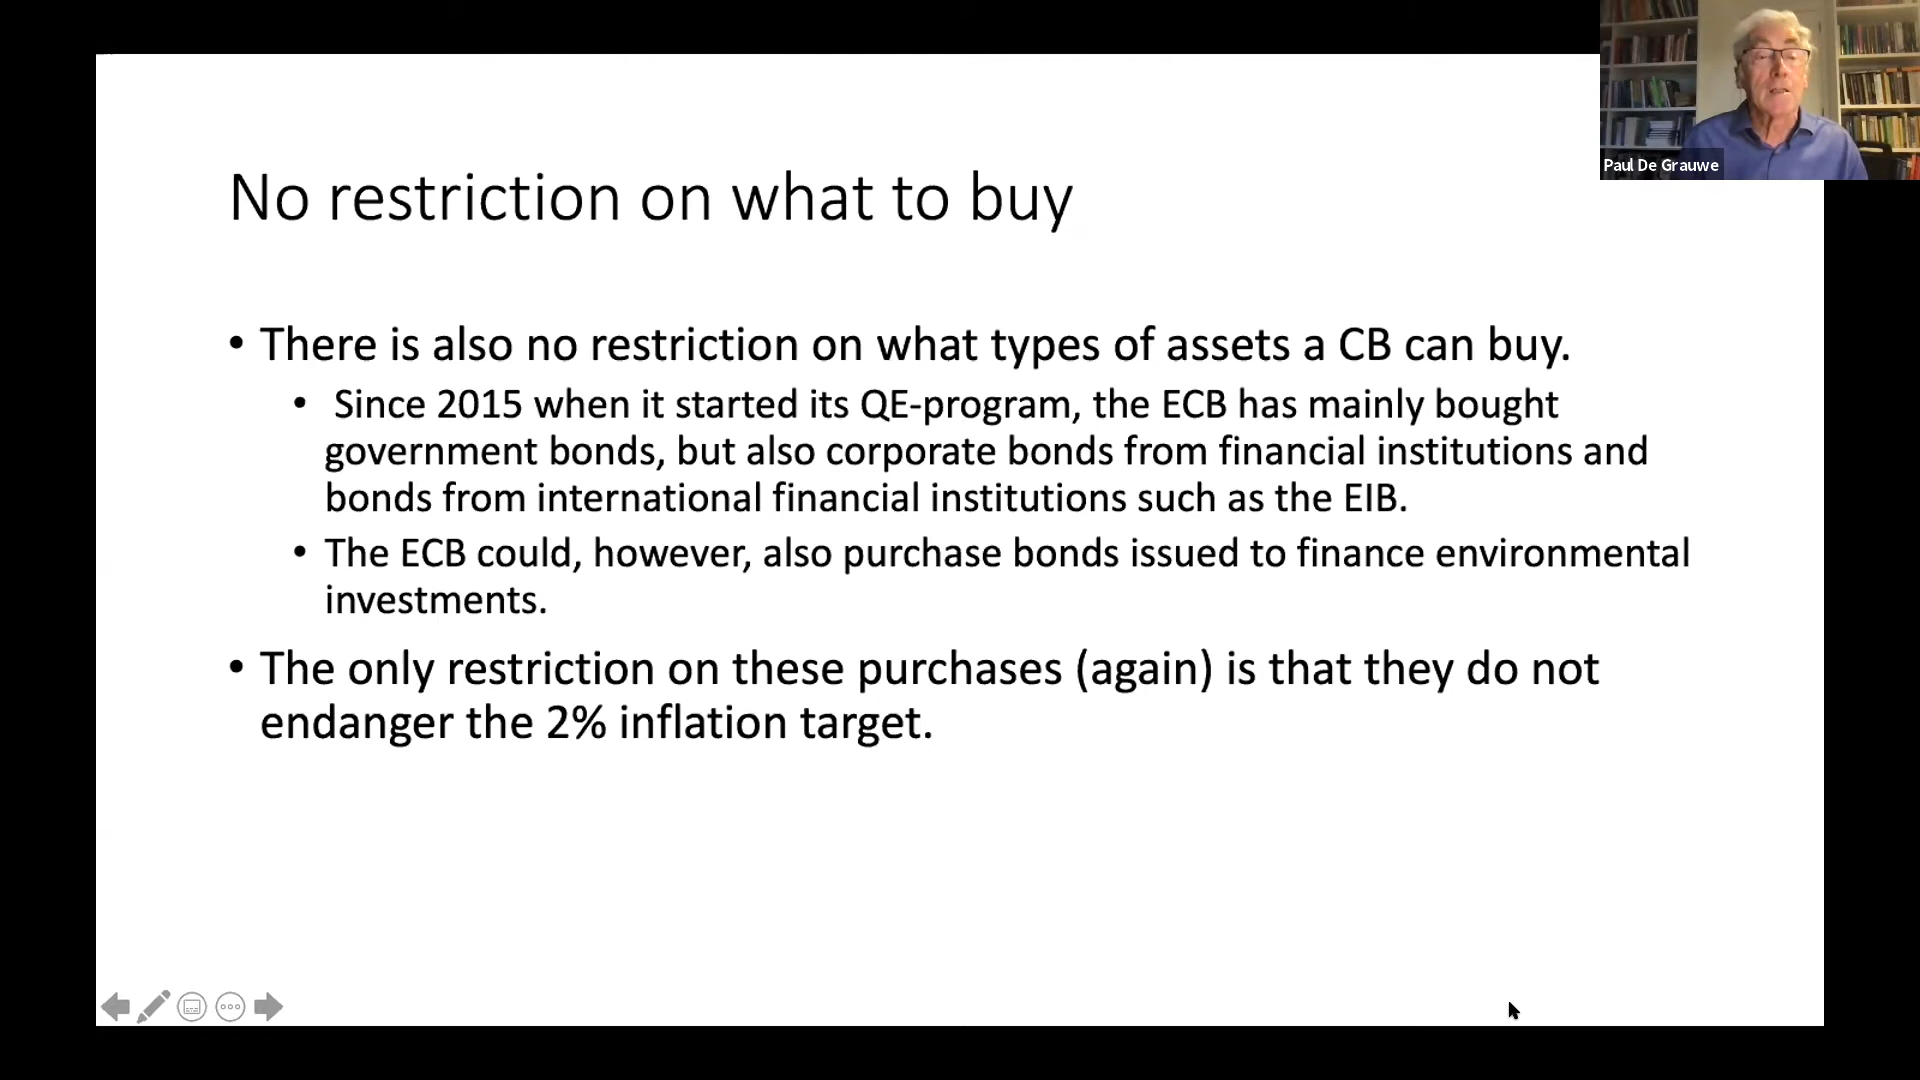 Paul De Grauwe
No restriction on what to buy
• There is also no restriction on what types of assets a CB can buy.
• Since 2015 when it started its QE-program, the ECB has mainly bought
government bonds, but also corporate bonds from financial institutions and
bonds from international financial institutions such as the EIB.
• The ECB could, however, also purchase bonds issued to finance environmental
investments.
• The only restriction on these purchases (again) is that they do not
endanger the 2% inflation target.